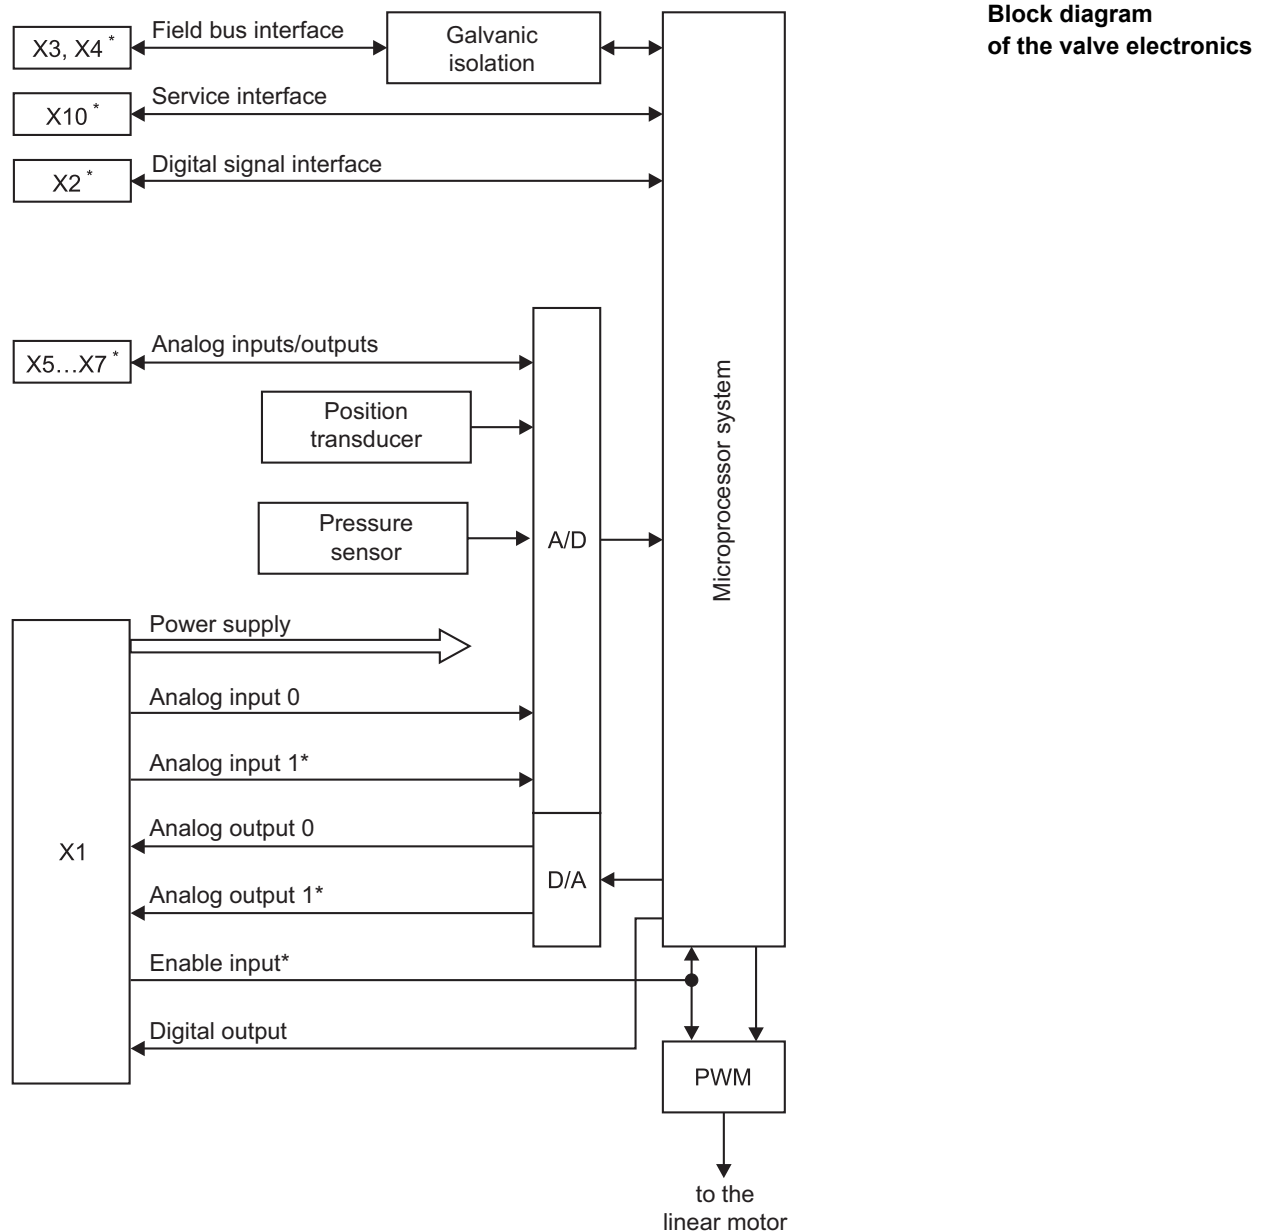 Block diagram
of the valve electronics
X3, X4 *
Field bus interface
Galvanic
isolation
X10 *
Service interface
X2 *
Digital signal interface
X5…X7 *
Analog inputs/outputs
Position
transducer
Pressure
sensor
A/D
Microprocessor system
Power supply
Analog input 0
Analog input 1*
Analog output 0
X1
D/A
Analog output 1*
Enable input*
Digital output
PWM
to the
linear motor